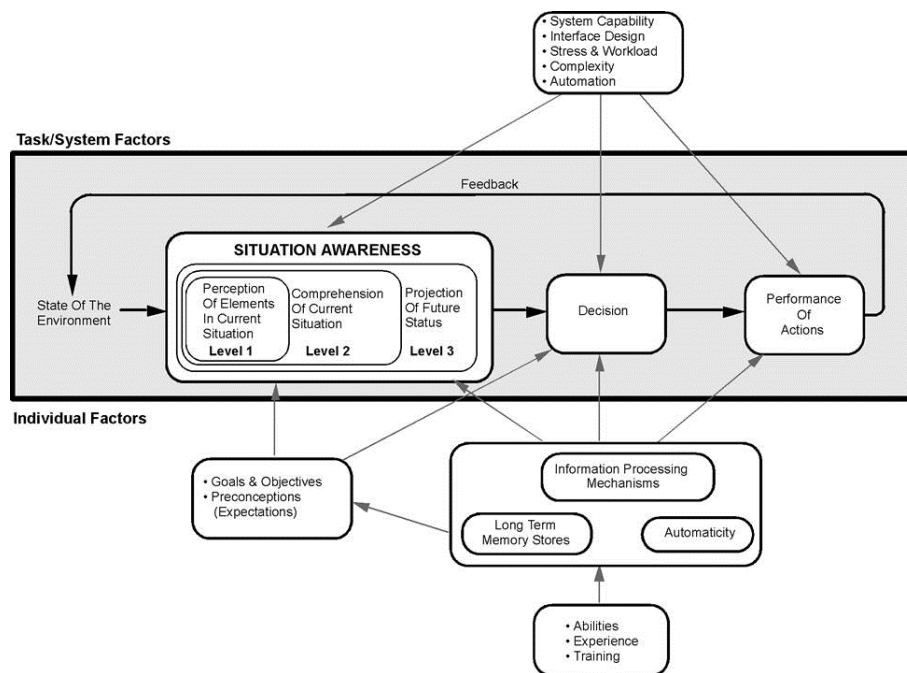 • System Capability
• Interface Design
• Stress & Workload
• Complexity
• Automation
Task/System Factors
Feedback
SITUATION AWARENESS
Perception
Of Elements
In Current
Situation
Level 1
Comprehension
Of Current
Situation
Level 2
Projection
Of Future
Status
Level 3
State Of The
Environment
Decision
Performance
Of
Actions
Individual Factors
• Goals & Objectives
• Preconceptions
(Expectations)
Information Processing
Mechanisms
Long Term
Memory Stores
Automaticity
• Abilities
• Experience
• Training